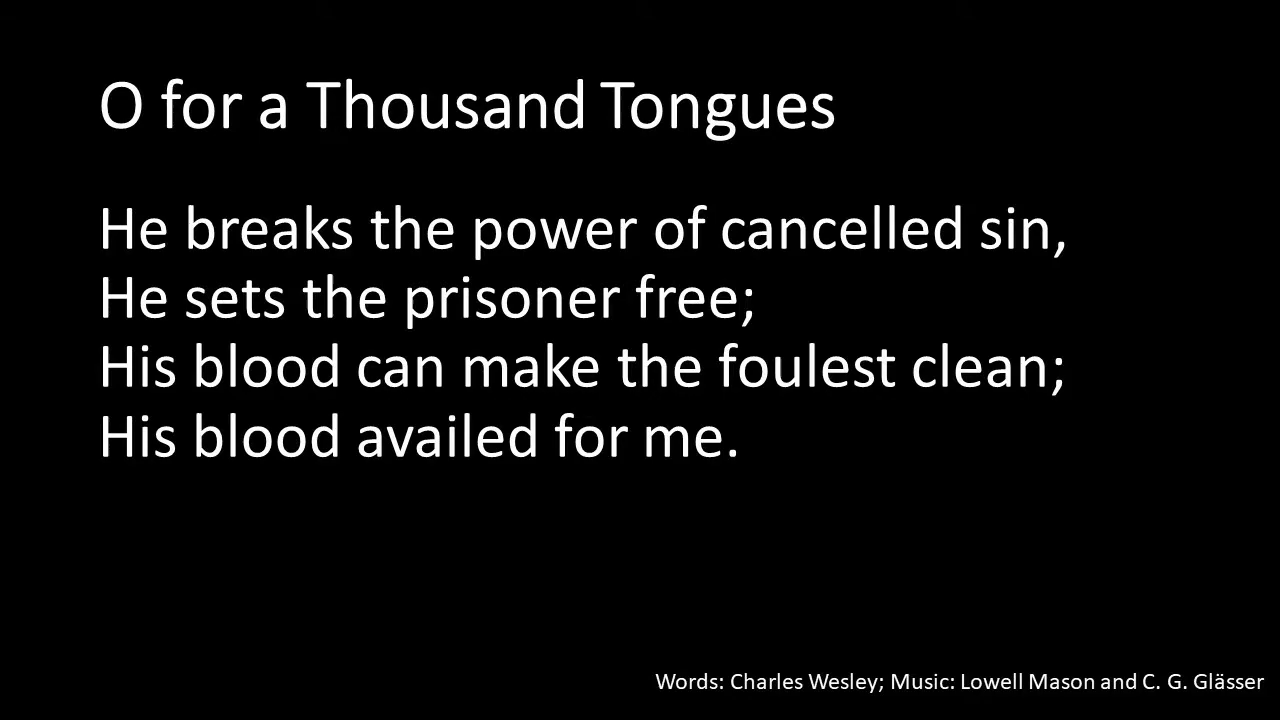 O for a Thousand Tongues
He breaks the power of cancelled sin,
He sets the prisoner free;
His blood can make the foulest clean;
His blood availed for me.
Words: Charles Wesley; Music: Lowell Mason and C. G. Glässer